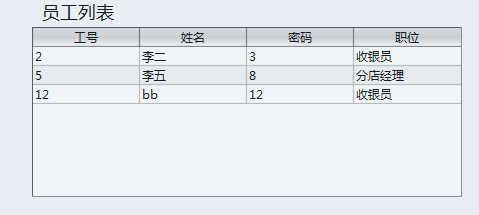 员工列表
工号 姓名 密码 职位
2 李二 3 收银员
5 李五 8 分店经理
12 bb 12 收银员